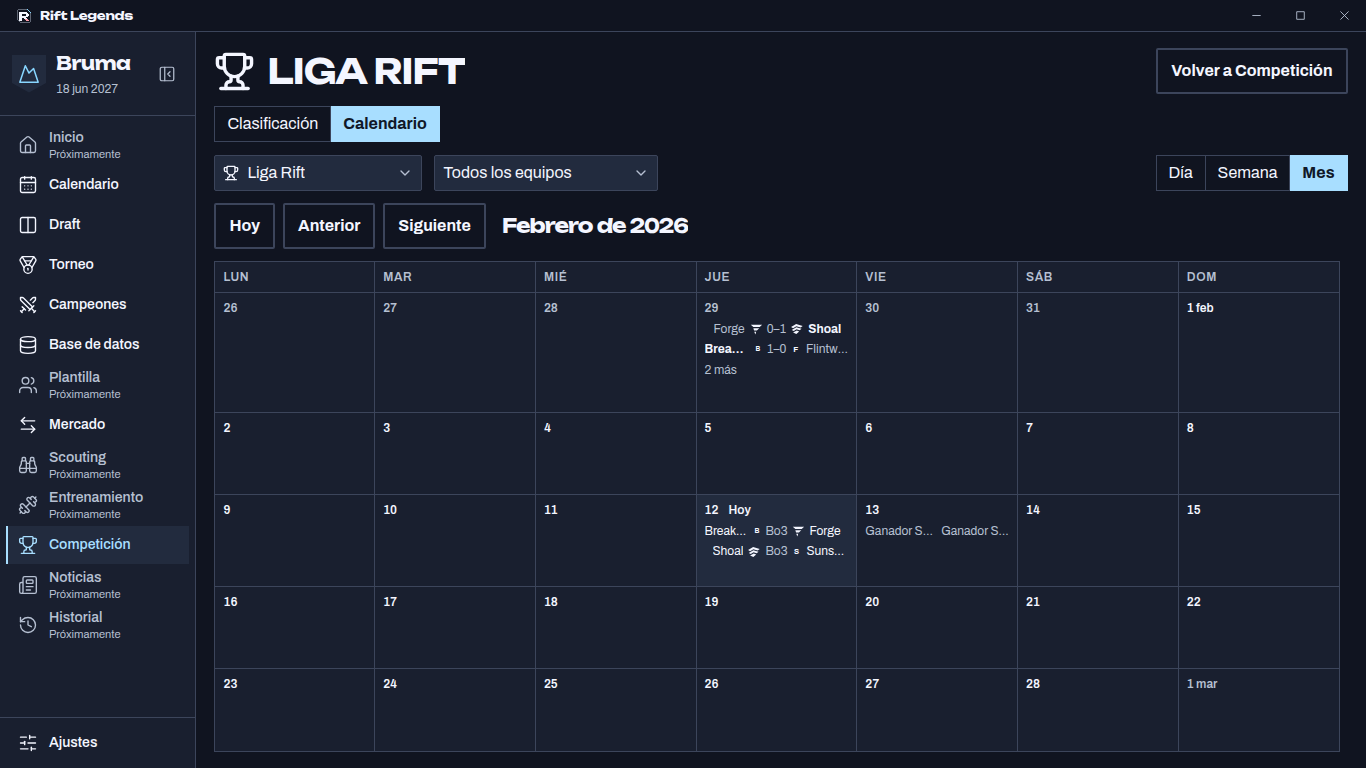 Rift Legends
Bruma
18 jun 2027
Inicio
Próximamente
Calendario
Draft
Torneo
Campeones
Base de datos
Plantilla
Próximamente
Mercado
Scouting
Próximamente
Entrenamiento
Próximamente
Competición
Noticias
Próximamente
Historial
Próximamente
Ajustes
LIGA RIFT
Volver a Competición
Clasificación Calendario
Liga Rift Todos los equipos
Día Semana Mes
Hoy Anterior Siguiente Febrero de 2026
LUN MAR MIÉ JUE VIE SÁB DOM
26 27 28 29 30 31 1 feb
Forge 0–1 Shoal
Brea... B 1–0 F Flintw...
2 más
2 3 4 5 6 7 8
9 10 11 12 Hoy 13 14 15
Break... B Bo3 Forge Ganador S... Ganador S...
Shoal Bo3 S Suns...
16 17 18 19 20 21 22
23 24 25 26 27 28 1 mar